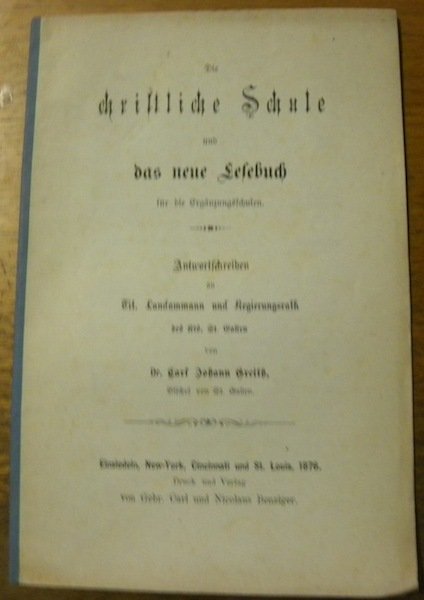 Die
christliche Schule
und
das neue Lesebuch
für die Ergänzungsschulen.
Antwortschreiben
an
Tit. Landammann und Regierungsrath
des Kts. St. Gallen
von
Dr. Carl Johann Greith,
Bischof von St. Gallen.
Einsiedeln, New-York, Cincinnati und St. Louis, 1876.
Druck und Verlag
von Gebr. Carl und Nicolaus Benziger.